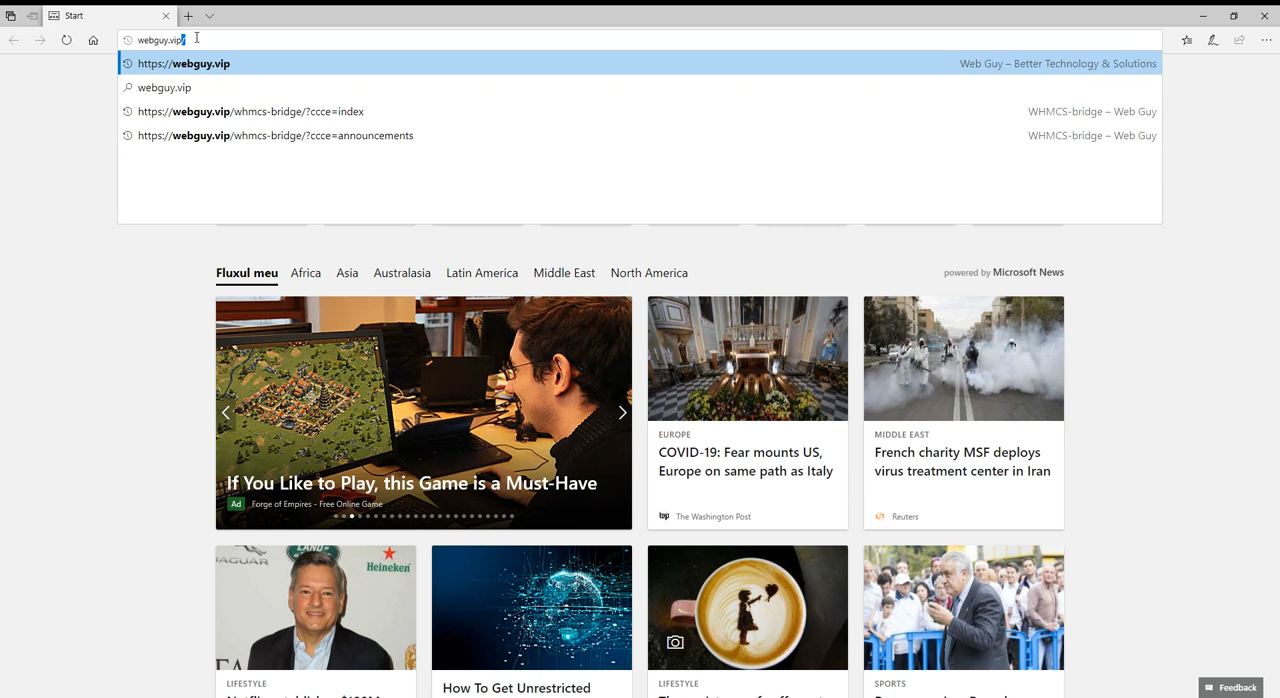 Start
webguy.vip/
https://webguy.vip Web Guy – Better Technology & Solutions
webguy.vip
https://webguy.vip/whmcs-bridge/?ccce=index WHMCS-bridge – Web Guy
https://webguy.vip/whmcs-bridge/?ccce=announcements WHMCS-bridge – Web Guy
Fluxul meu Africa Asia Australasia Latin America Middle East North America powered by Microsoft News
If You Like to Play, this Game is a Must-Have
Ad Forge of Empires - Free Online Game
EUROPE
COVID-19: Fear mounts US,
Europe on same path as Italy
wp The Washington Post
MIDDLE EAST
French charity MSF deploys
virus treatment center in Iran
Reuters
JAGUAR
LAND
Heineken
LIFESTYLE
How To Get Unrestricted
LIFESTYLE
SPORTS
Feedback